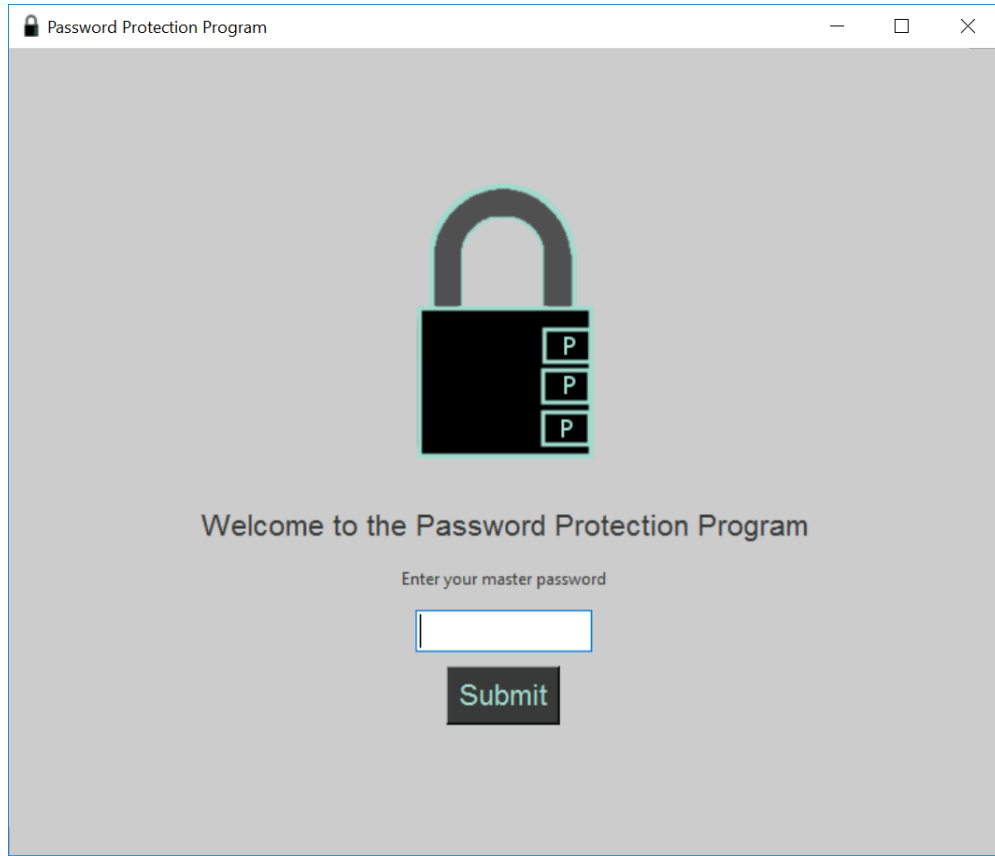 Password Protection Program
P
P
P
Welcome to the Password Protection Program
Enter your master password
Submit